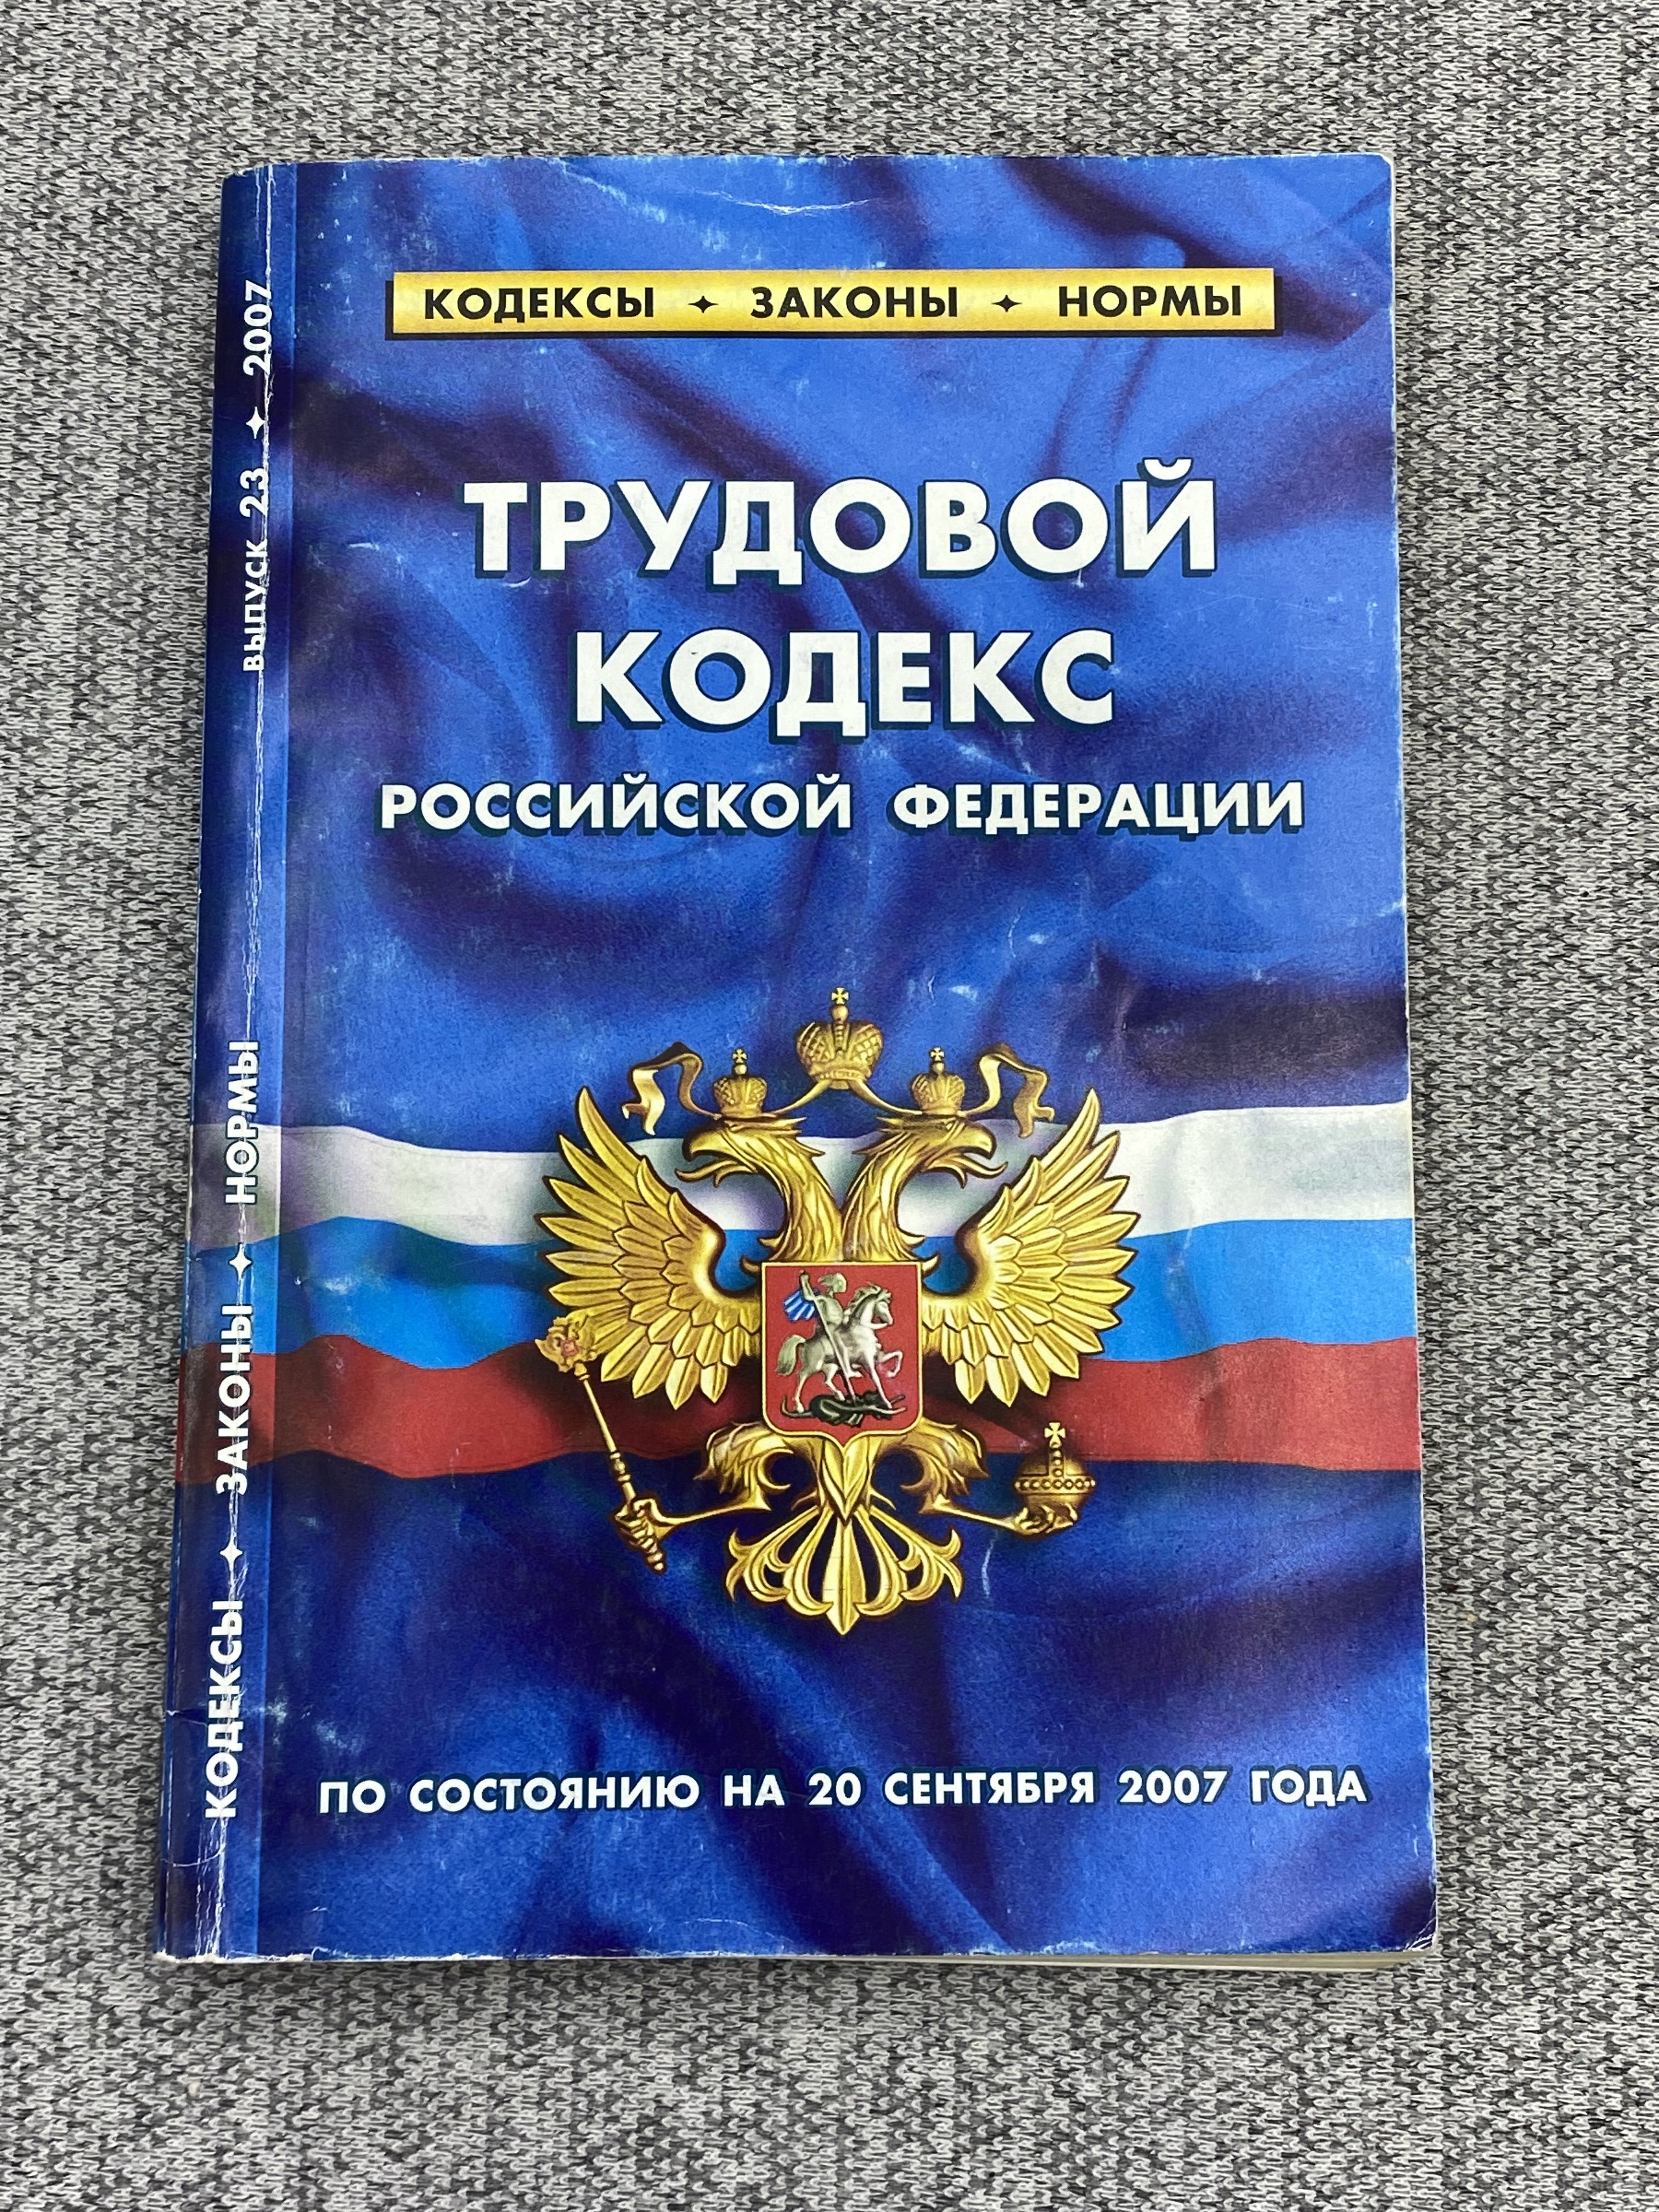 КОДЕКСЫ ✦ ЗАКОНЫ ✦ НОРМЫ
ТРУДОВОЙ
КОДЕКС
РОССИЙСКОЙ ФЕДЕРАЦИИ
ПО СОСТОЯНИЮ НА 20 СЕНТЯБРЯ 2007 ГОДА
КОДЕКСЫ ✦ ЗАКОНЫ ✦ НОРМЫ ВЫПУСК 23 ✦ 2007